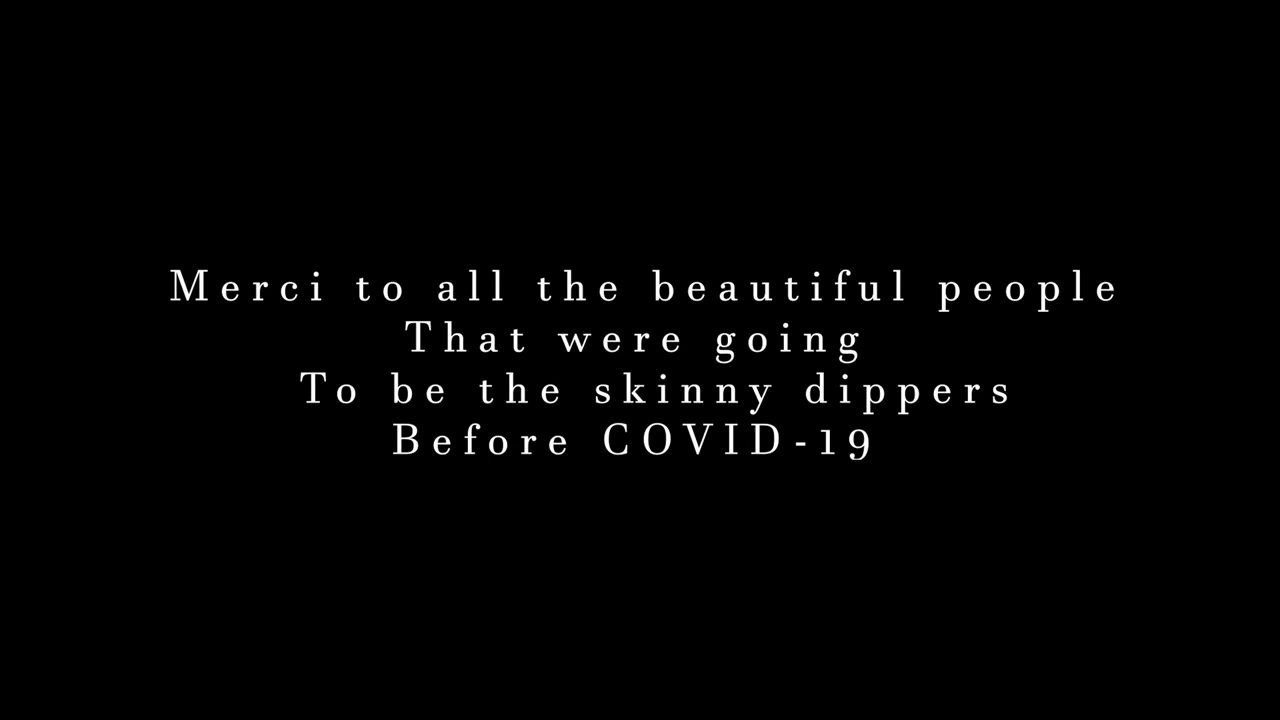 Merci to all the beautiful people
That were going
To be the skinny dippers
Before COVID-19